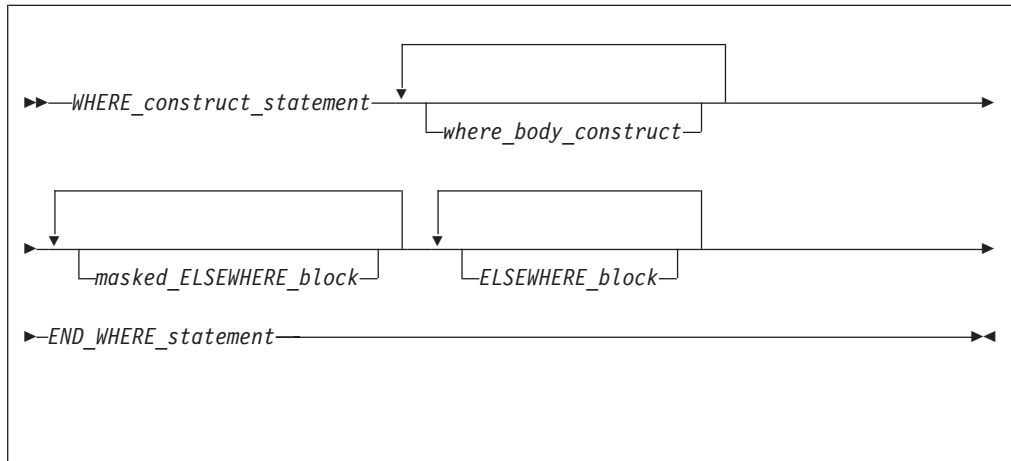 WHERE_construct_statement
where_body_construct
masked_ELSEWHERE_block
ELSEWHERE_block
END_WHERE_statement